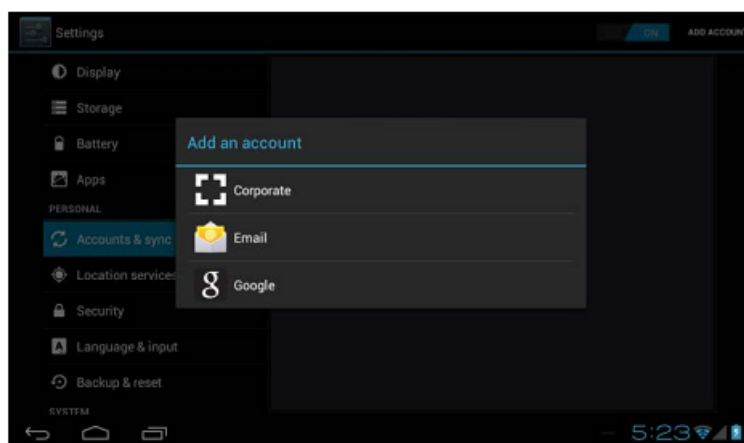 Settings
ON
ADD ACCOUNT
Display
Storage
Battery
Apps
PERSONAL
Accounts & sync
Location services
Security
Language & input
Backup & reset
SYSTEM
Add an account
Corporate
Email
Google
5:23